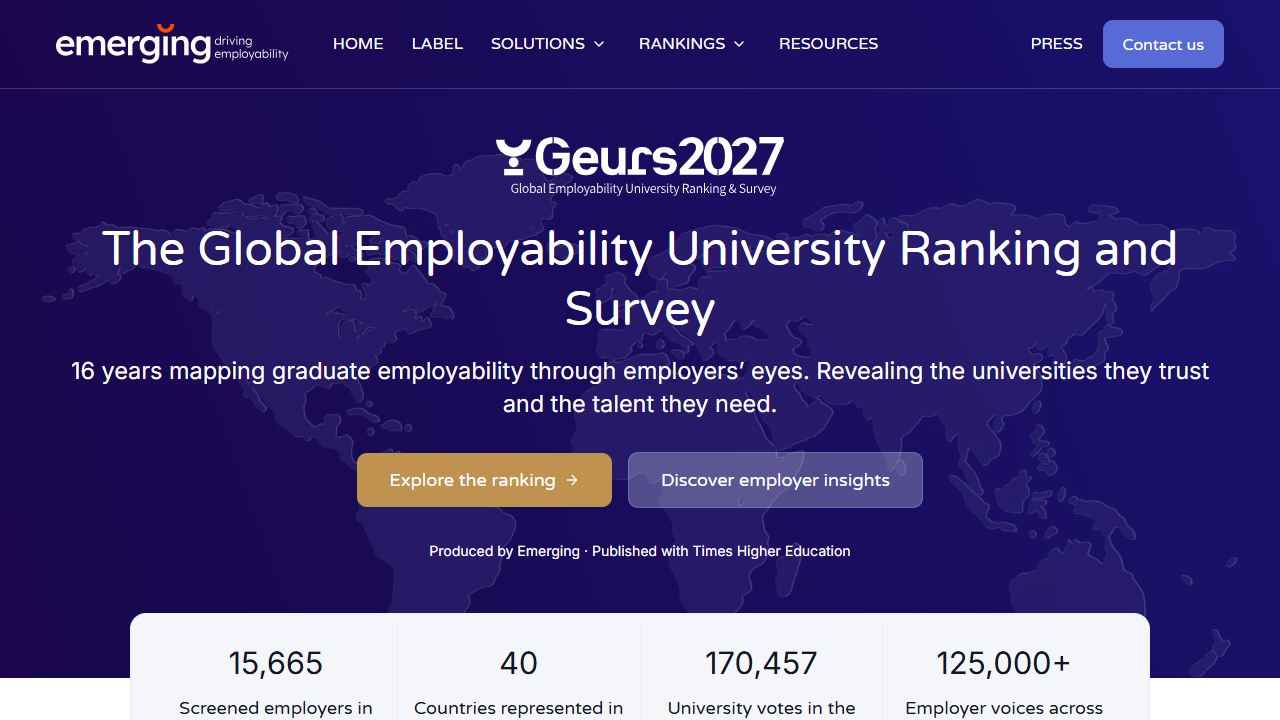 emerging driving
employability
HOME LABEL SOLUTIONS RANKINGS RESOURCES PRESS Contact us
Geurs2027
Global Employability University Ranking & Survey
The Global Employability University Ranking and
Survey
16 years mapping graduate employability through employers’ eyes. Revealing the universities they trust
and the talent they need.
Explore the ranking → Discover employer insights
Produced by Emerging · Published with Times Higher Education
15,665 40 170,457 125,000+
Screened employers in Countries represented in University votes in the Employer voices across